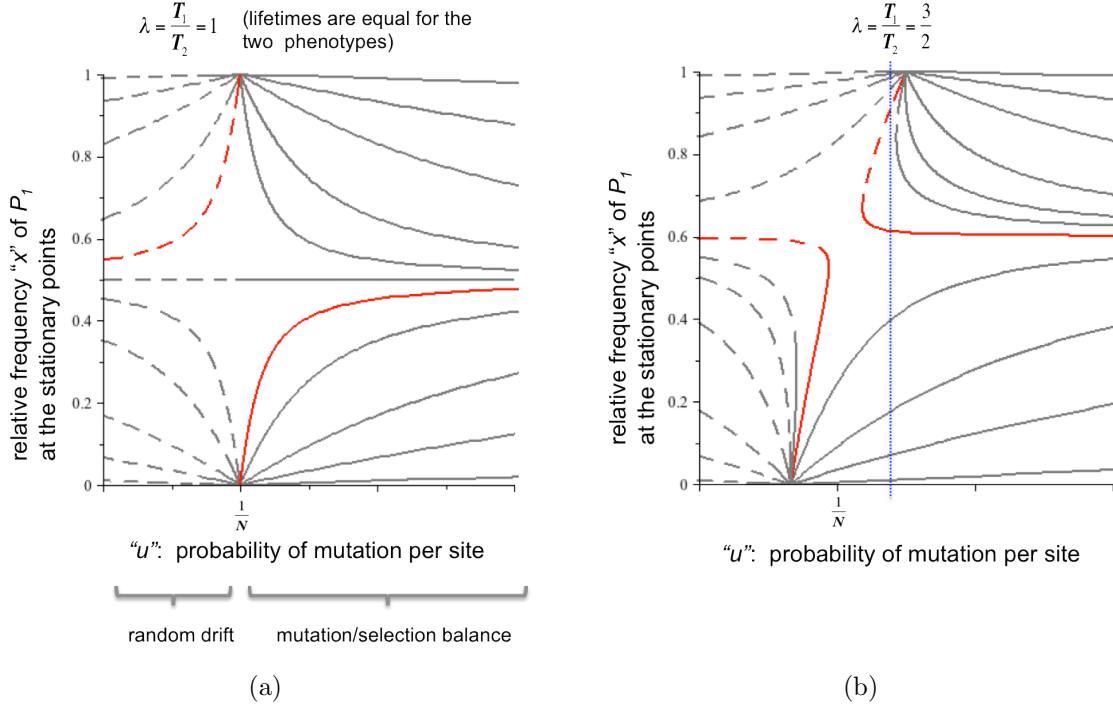 λ = T₁/T₂ = 1 (lifetimes are equal for the
two phenotypes)
1
0.8
0.6
0.4
0.2
0
relative frequency “x” of P₁
at the stationary points
1/N
“u”: probability of mutation per site
random drift
mutation/selection balance
(a)
λ = T₁/T₂ = 3/2
1
0.8
0.6
0.4
0.2
0
relative frequency “x” of P₁
at the stationary points
1/N
“u”: probability of mutation per site
(b)